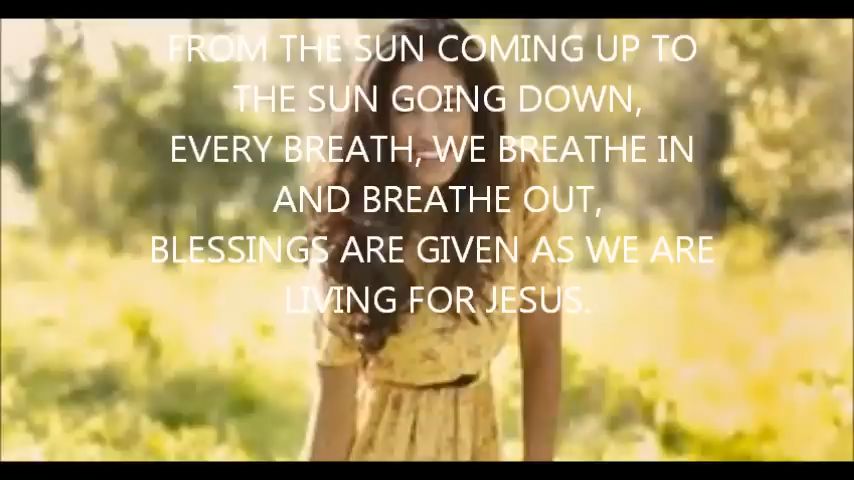 FROM THE SUN COMING UP TO
THE SUN GOING DOWN,
EVERY BREATH, WE BREATHE IN
AND BREATHE OUT,
BLESSINGS ARE GIVEN AS WE ARE
LIVING FOR JESUS.